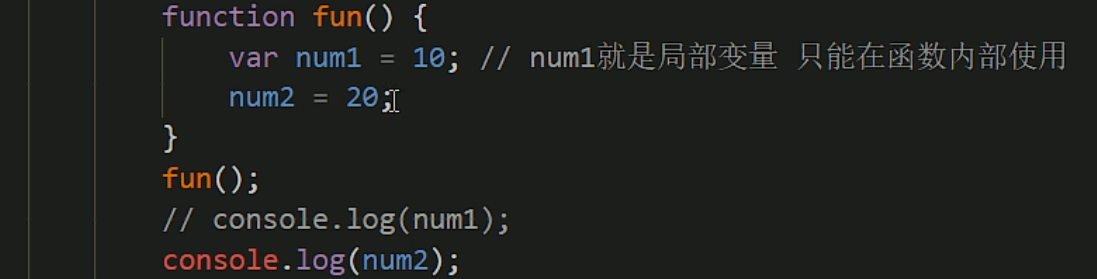 function fun() {
var num1 = 10; // num1就是局部变量 只能在函数内部使用
num2 = 20;
}
fun();
// console.log(num1);
console.log(num2);